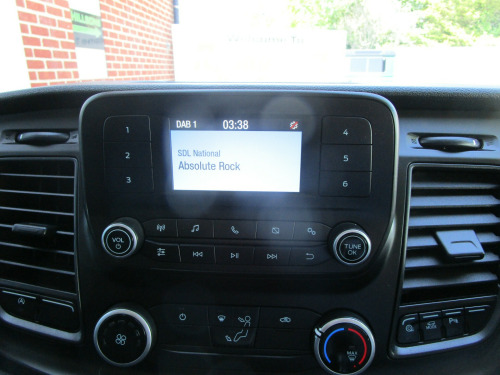 DAB 1 03:38
SDL National
Absolute Rock
1
2
3
4
5
6
VOL
TUNE
OK
MAX